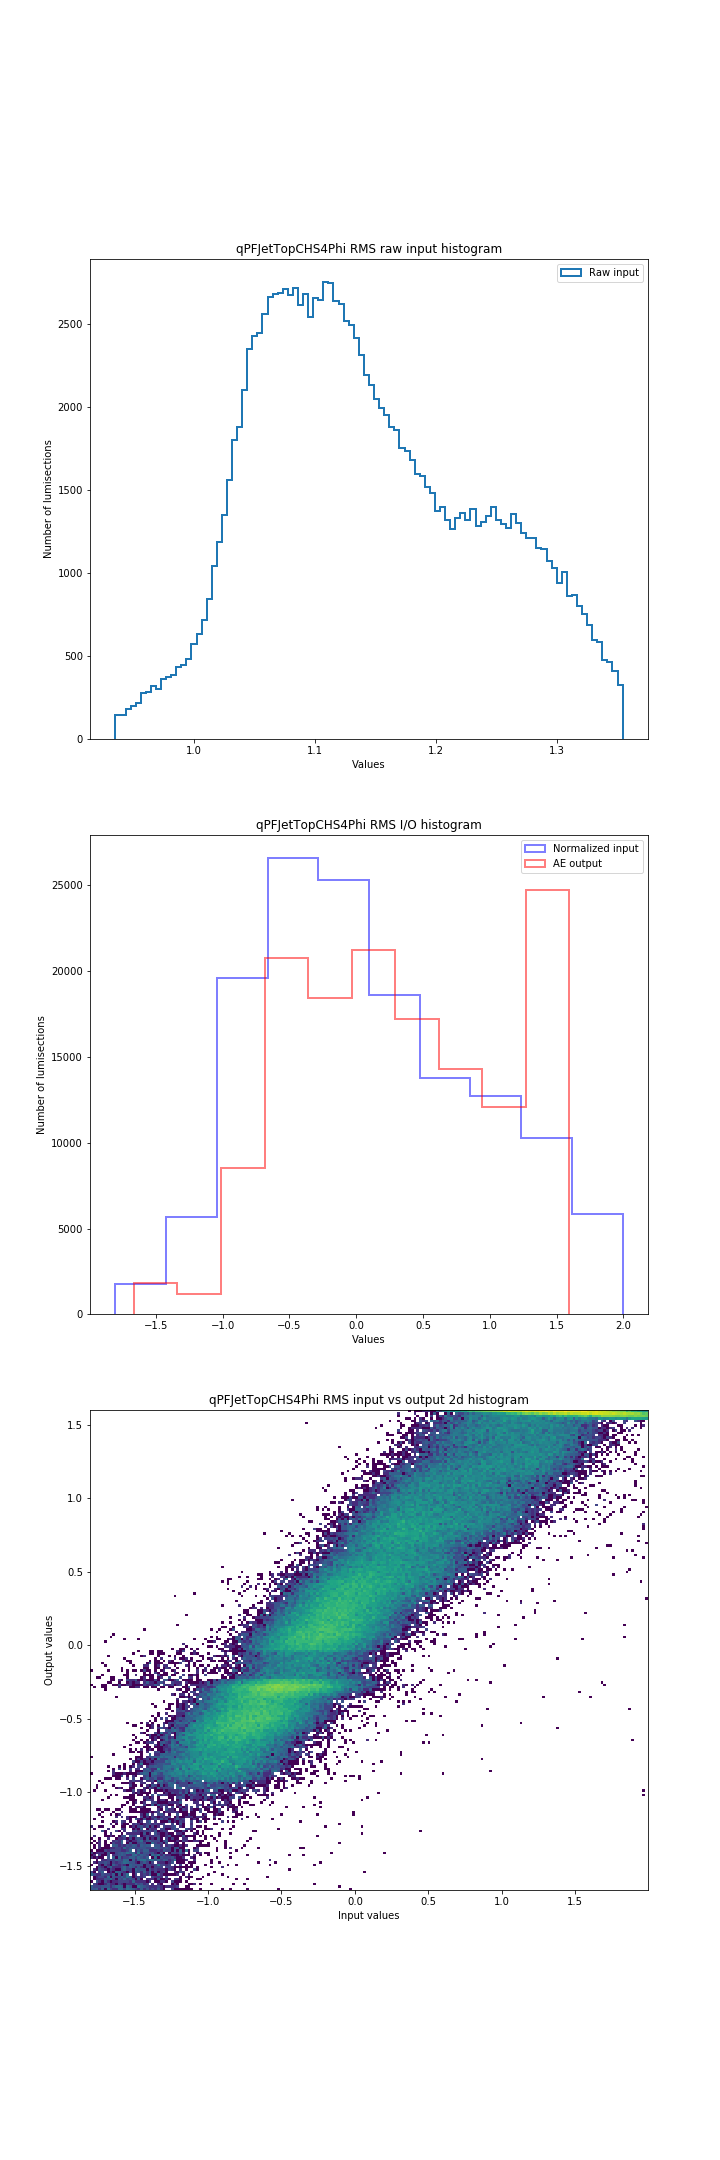 qPFJetTopCHS4Phi RMS raw input histogram
Raw input
Number of lumisections
2500
2000
1500
1000
500
0
1.0 1.1 1.2 1.3
Values
qPFJetTopCHS4Phi RMS I/O histogram
Normalized input
AE output
Number of lumisections
25000
20000
15000
10000
5000
0
−1.5 −1.0 −0.5 0.0 0.5 1.0 1.5 2.0
Values
qPFJetTopCHS4Phi RMS input vs output 2d histogram
Output values
1.5
1.0
0.5
0.0
−0.5
−1.0
−1.5
−1.5 −1.0 −0.5 0.0 0.5 1.0 1.5
Input values